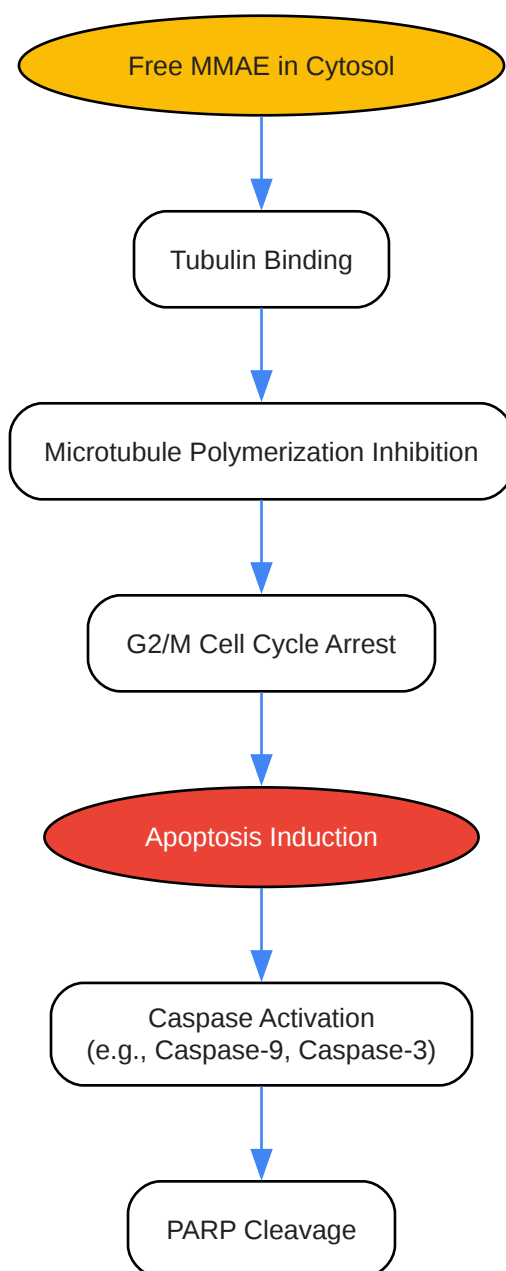 Free MMAE in Cytosol
Tubulin Binding
Microtubule Polymerization Inhibition
G2/M Cell Cycle Arrest
Apoptosis Induction
Caspase Activation
(e.g., Caspase-9, Caspase-3)
PARP Cleavage